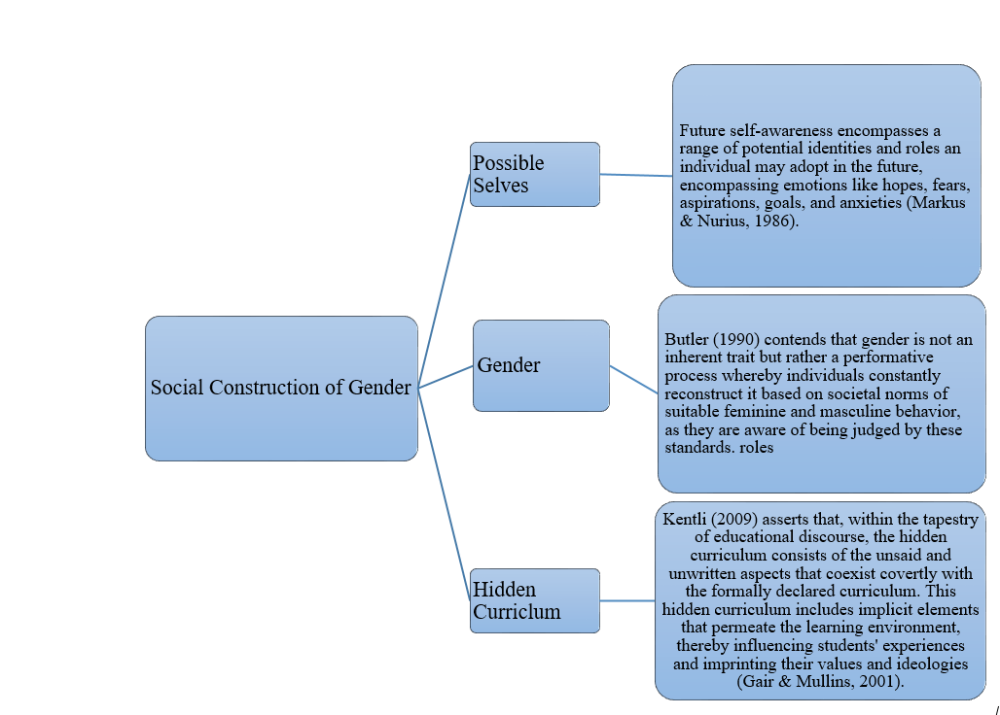 Social Construction of Gender
Possible
Selves
Future self-awareness encompasses a
range of potential identities and roles an
individual may adopt in the future,
encompassing emotions like hopes, fears,
aspirations, goals, and anxieties (Markus
& Nurius, 1986).
Gender
Butler (1990) contends that gender is not an
inherent trait but rather a performative
process whereby individuals constantly
reconstruct it based on societal norms of
suitable feminine and masculine behavior,
as they are aware of being judged by these
standards. roles
Hidden
Curriclum
Kentli (2009) asserts that, within the tapestry
of educational discourse, the hidden
curriculum consists of the unsaid and
unwritten aspects that coexist covertly with
the formally declared curriculum. This
hidden curriculum includes implicit elements
that permeate the learning environment,
thereby influencing students' experiences
and imprinting their values and ideologies
(Gair & Mullins, 2001).
/